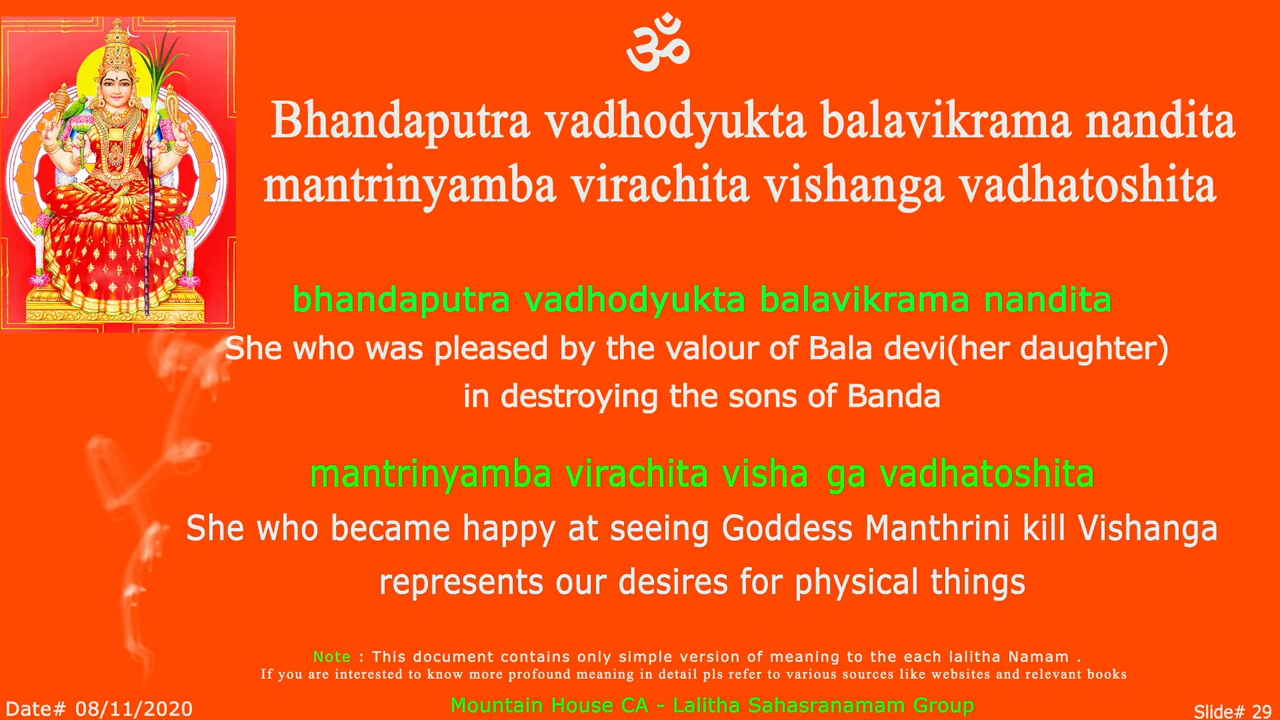 ॐ
Bhandaputra vadhodyukta balavikrama nandita
mantrinyamba virachita vishanga vadhatoshita
bhandaputra vadhodyukta balavikrama nandita
She who was pleased by the valour of Bala devi(her daughter)
in destroying the sons of Banda
mantrinyamba virachita visha ga vadhatoshita
She who became happy at seeing Goddess Manthrini kill Vishanga
represents our desires for physical things
Note : This document contains only simple version of meaning to the each lalitha Namam .
If you are interested to know more profound meaning in detail pls refer to various sources like websites and relevant books
Mountain House CA - Lalitha Sahasranamam Group
Date# 08/11/2020
Slide# 29